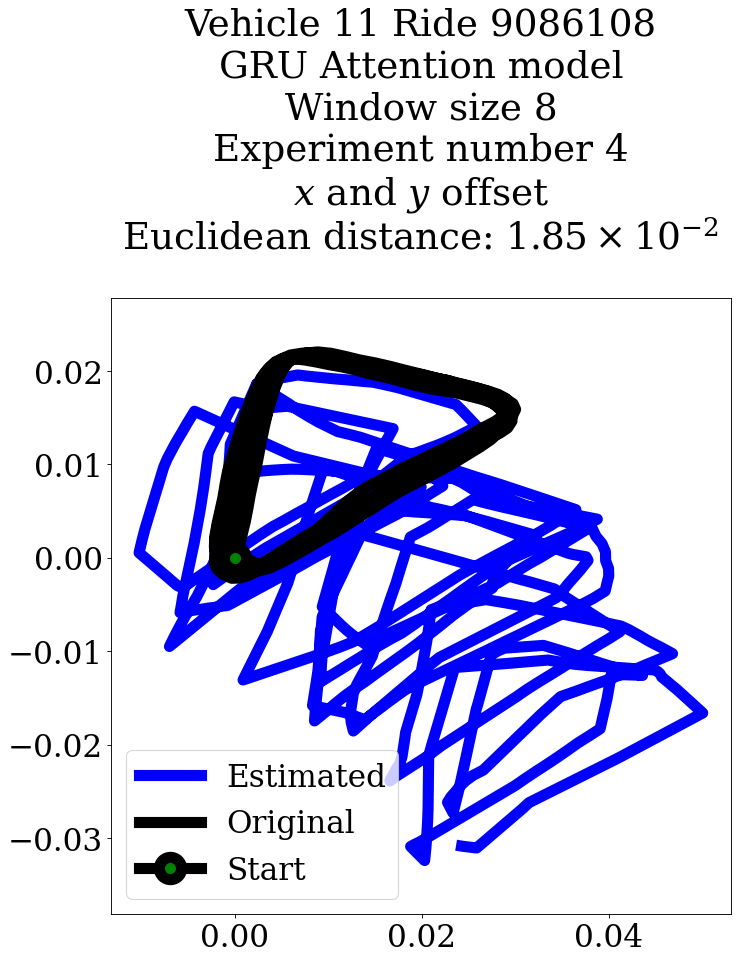 Vehicle 11 Ride 9086108
GRU Attention model
Window size 8
Experiment number 4
x and y offset
Euclidean distance: 1.85 × 10⁻²
0.02
0.01
0.00
−0.01
−0.02
−0.03
Estimated
Original
Start
0.00 0.02 0.04